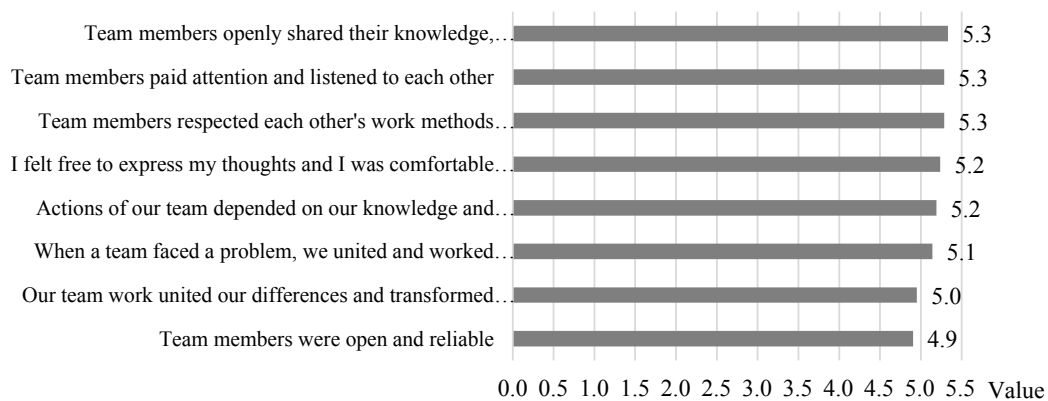 Team members openly shared their knowledge,… 5.3
Team members paid attention and listened to each other 5.3
Team members respected each other's work methods… 5.3
I felt free to express my thoughts and I was comfortable… 5.2
Actions of our team depended on our knowledge and… 5.2
When a team faced a problem, we united and worked… 5.1
Our team work united our differences and transformed… 5.0
Team members were open and reliable 4.9
0.0 0.5 1.0 1.5 2.0 2.5 3.0 3.5 4.0 4.5 5.0 5.5 Value